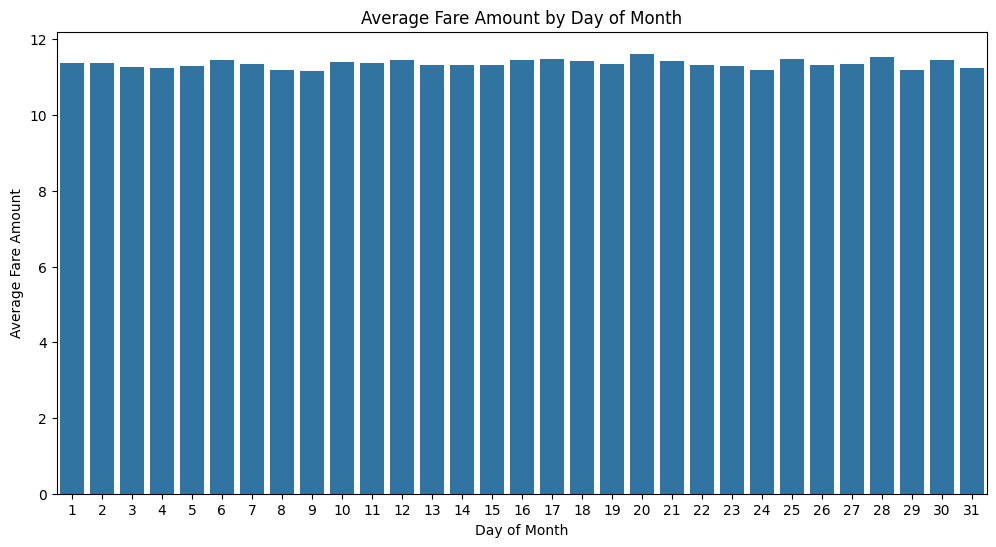 Average Fare Amount by Day of Month
12
10
8
6
4
2
0
Average Fare Amount
1 2 3 4 5 6 7 8 9 10 11 12 13 14 15 16 17 18 19 20 21 22 23 24 25 26 27 28 29 30 31
Day of Month